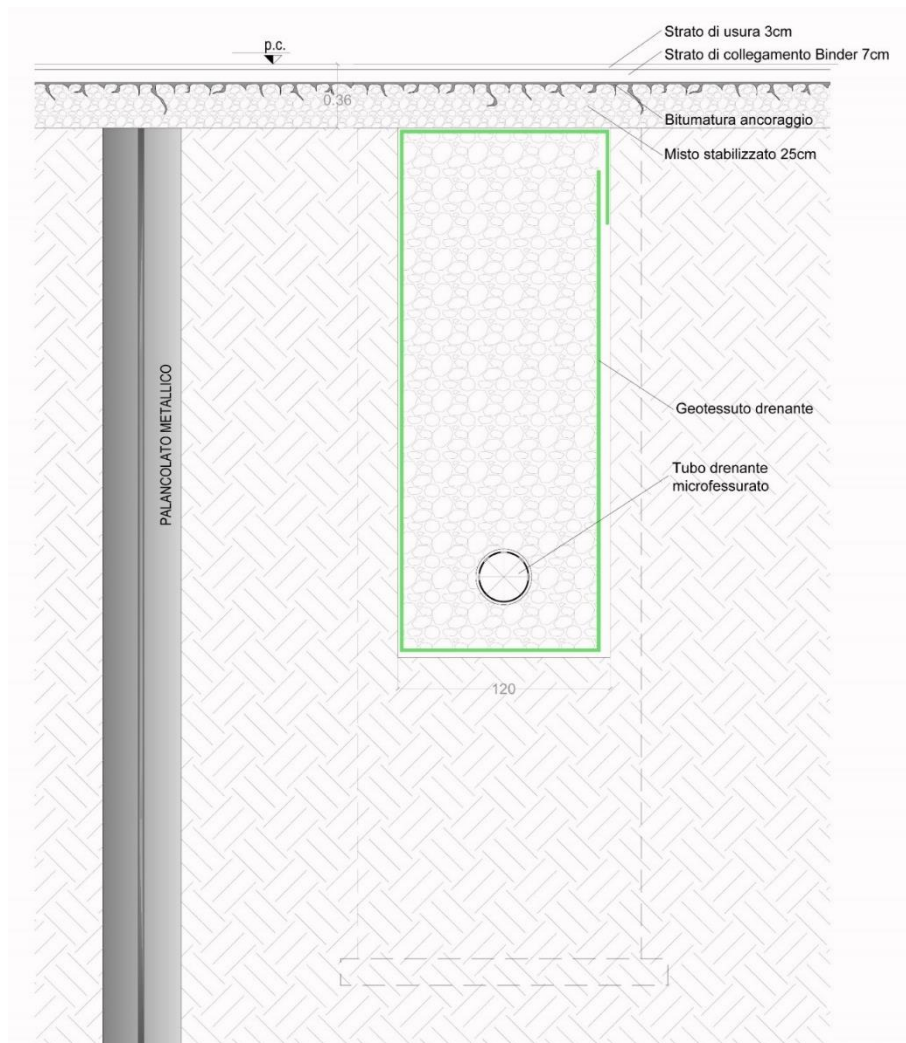 Strato di usura 3cm
p.c.
Strato di collegamento Binder 7cm
0.36
Bitumatura ancoraggio
Misto stabilizzato 25cm
PALANCOLATO METALLICO
Geotessuto drenante
Tubo drenante
microfessurato
120